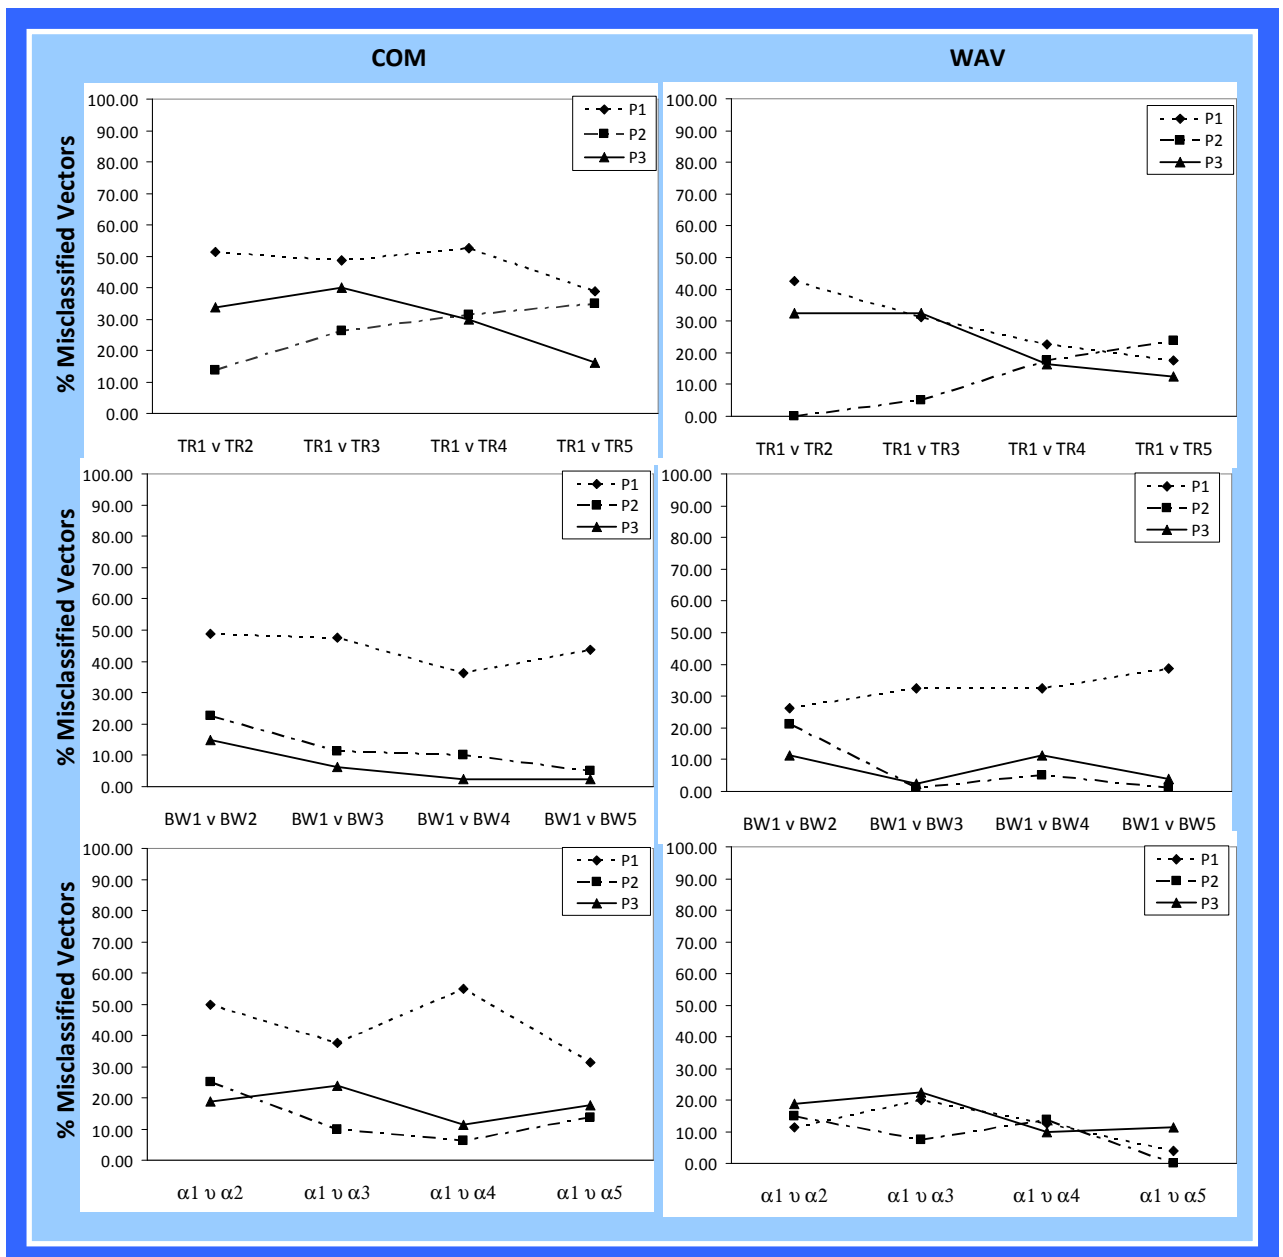 COM
WAV
% Misclassified Vectors
100.00
90.00
80.00
70.00
60.00
50.00
40.00
30.00
20.00
10.00
0.00
P1
P2
P3
TR1 v TR2
TR1 v TR3
TR1 v TR4
TR1 v TR5
100.00
90.00
80.00
70.00
60.00
50.00
40.00
30.00
20.00
10.00
0.00
P1
P2
P3
TR1 v TR2
TR1 v TR3
TR1 v TR4
TR1 v TR5
% Misclassified Vectors
100.00
90.00
80.00
70.00
60.00
50.00
40.00
30.00
20.00
10.00
0.00
P1
P2
P3
BW1 v BW2
BW1 v BW3
BW1 v BW4
BW1 v BW5
100.00
90.00
80.00
70.00
60.00
50.00
40.00
30.00
20.00
10.00
0.00
P1
P2
P3
BW1 v BW2
BW1 v BW3
BW1 v BW4
BW1 v BW5
% Misclassified Vectors
100.00
90.00
80.00
70.00
60.00
50.00
40.00
30.00
20.00
10.00
0.00
P1
P2
P3
α1 υ α2
α1 υ α3
α1 υ α4
α1 υ α5
100.00
90.00
80.00
70.00
60.00
50.00
40.00
30.00
20.00
10.00
0.00
P1
P2
P3
α1 υ α2
α1 υ α3
α1 υ α4
α1 υ α5